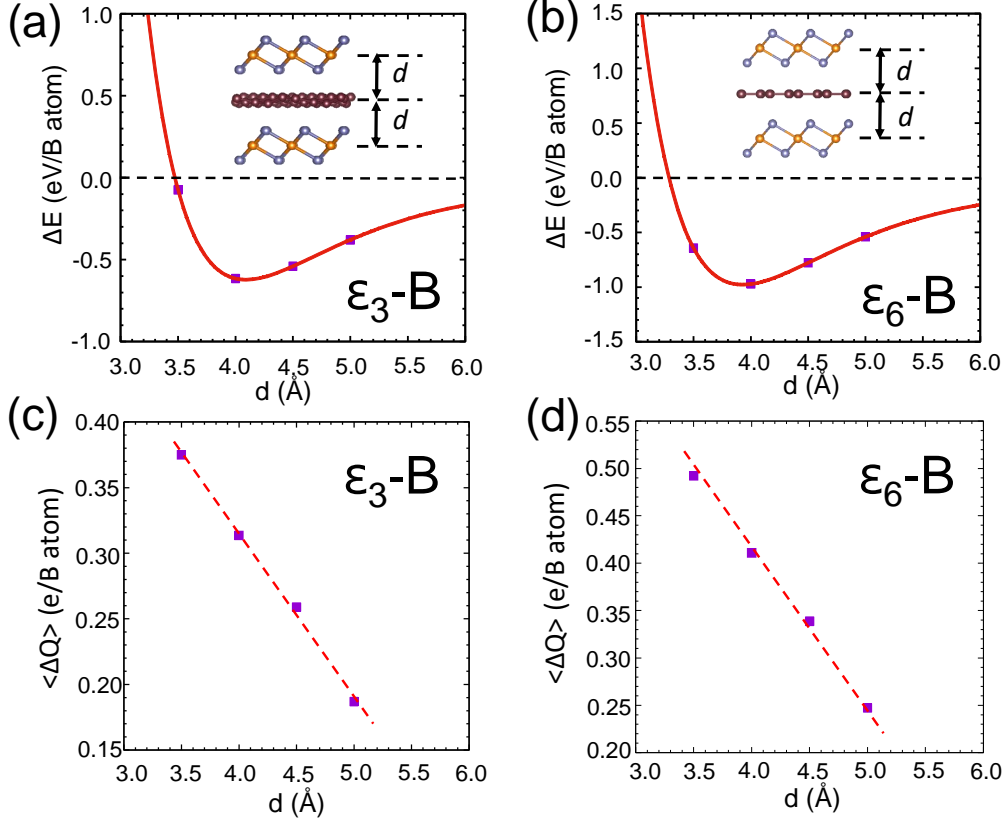 (a)
ΔE (eV/B atom)
1.0
0.5
0.0
-0.5
-1.0
d
d
ε3-B
3.0 3.5 4.0 4.5 5.0 5.5 6.0
d (Å)
(b)
ΔE (eV/B atom)
1.5
1.0
0.5
0.0
-0.5
-1.0
-1.5
d
d
ε6-B
3.0 3.5 4.0 4.5 5.0 5.5 6.0
d (Å)
(c)
<ΔQ> (e/B atom)
0.40
0.35
0.30
0.25
0.20
0.15
ε3-B
3.0 3.5 4.0 4.5 5.0 5.5 6.0
d (Å)
(d)
<ΔQ> (e/B atom)
0.55
0.50
0.45
0.40
0.35
0.30
0.25
0.20
ε6-B
3.0 3.5 4.0 4.5 5.0 5.5 6.0
d (Å)